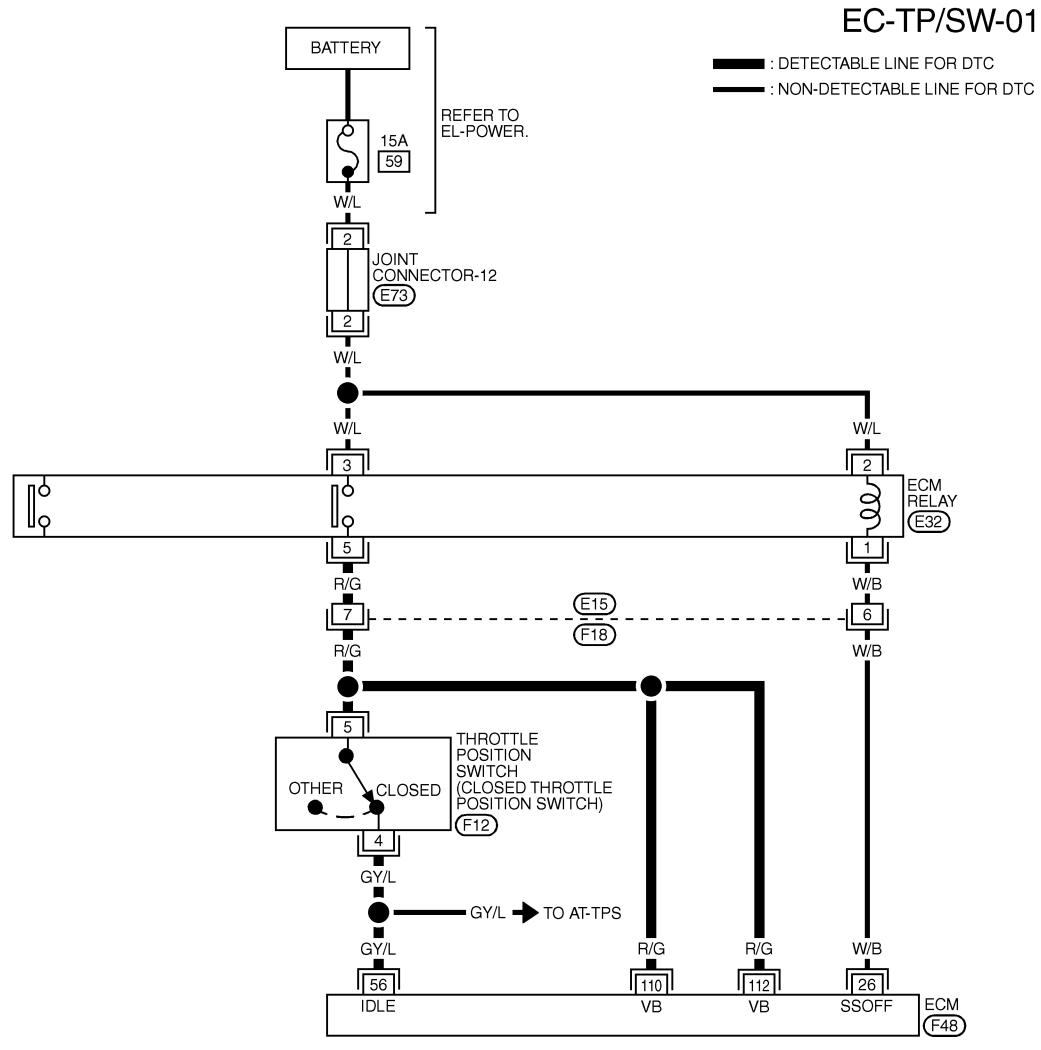 EC-TP/SW-01
: DETECTABLE LINE FOR DTC
: NON-DETECTABLE LINE FOR DTC
BATTERY
REFER TO
EL-POWER.
15A
59
W/L
2
JOINT
CONNECTOR-12
E73
2
W/L
W/L
W/L
3
2
ECM
RELAY
E32
5
1
R/G
W/B
7
E15
F18
6
R/G
W/B
5
THROTTLE
POSITION
SWITCH
(CLOSED THROTTLE
POSITION SWITCH)
F12
OTHER
CLOSED
4
GY/L
GY/L
TO AT-TPS
GY/L
R/G
R/G
W/B
56
110
112
26
IDLE
VB
VB
SSOFF
ECM
F48